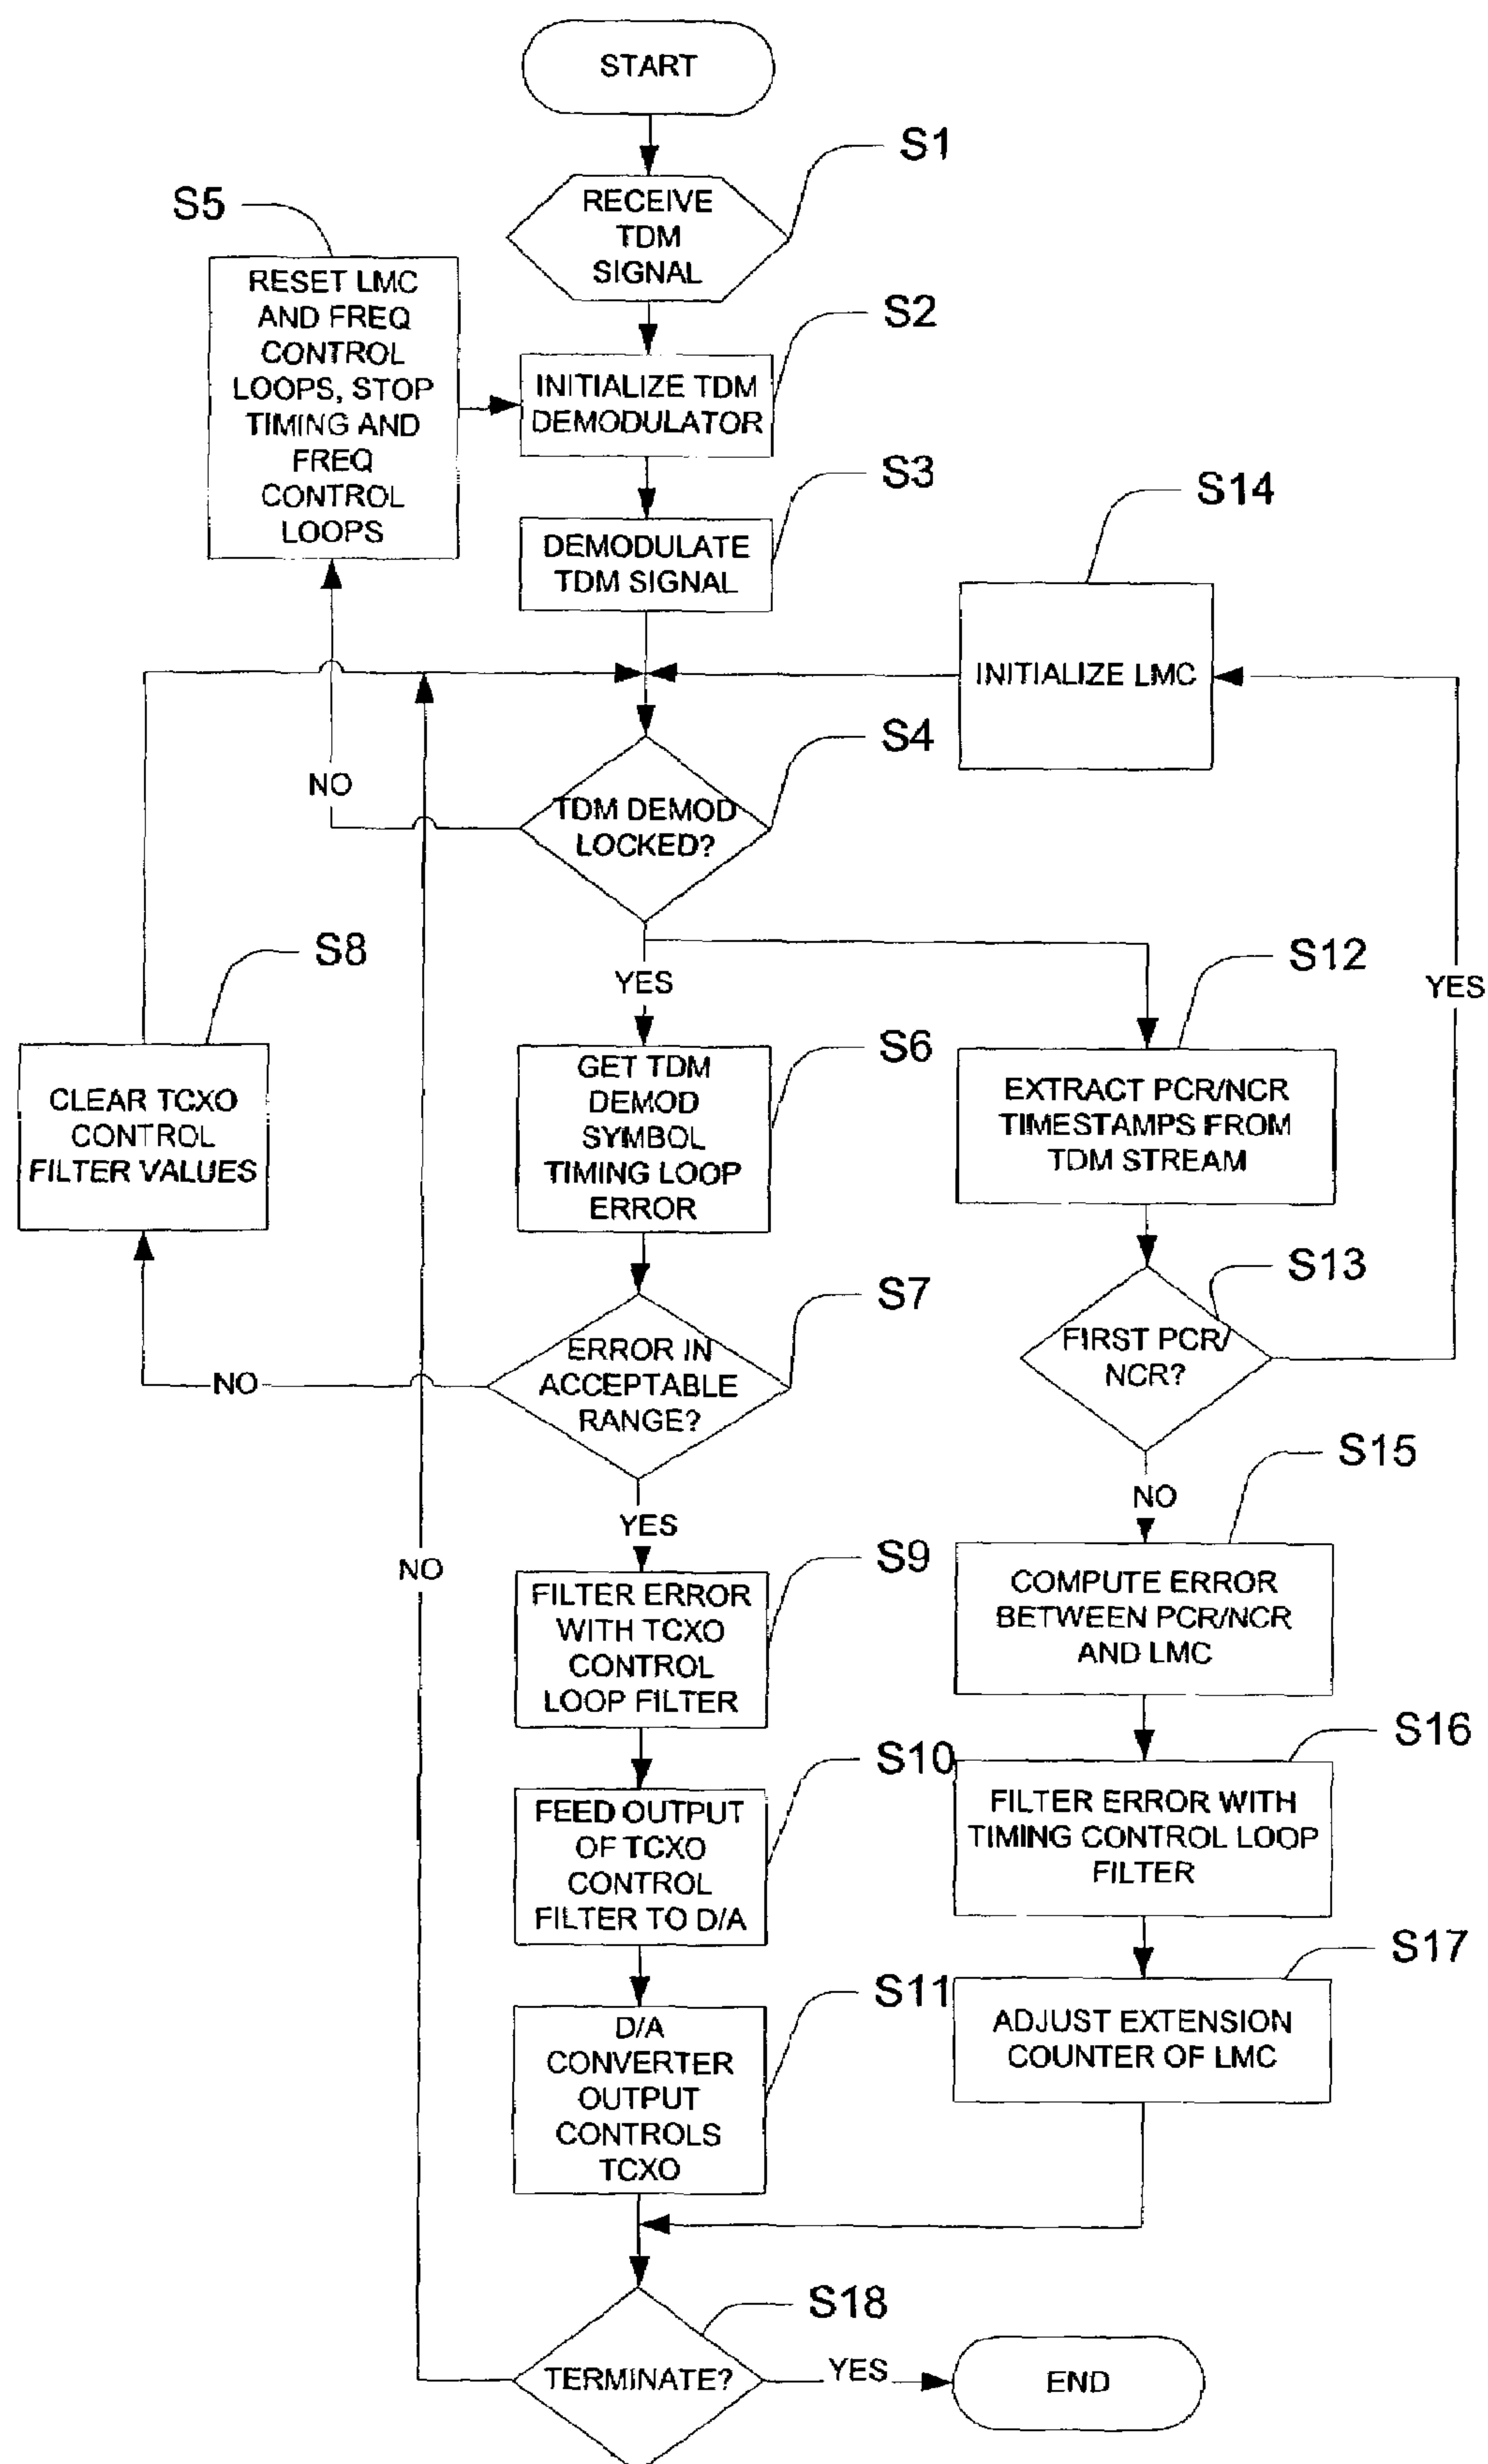 START
S1
RECEIVE
TDM
SIGNAL
S5
RESET LMC
AND FREQ
CONTROL
LOOPS, STOP
TIMING AND
FREQ
CONTROL
LOOPS
S2
INITIALIZE TDM
DEMODULATOR
S3
DEMODULATE
TDM SIGNAL
S14
INITIALIZE LMC
S4
TDM DEMOD
LOCKED?
NO
YES
S8
CLEAR TCXO
CONTROL
FILTER VALUES
S6
GET TDM
DEMOD
SYMBOL
TIMING LOOP
ERROR
S12
EXTRACT PCR/NCR
TIMESTAMPS FROM
TDM STREAM
YES
S7
ERROR IN
ACCEPTABLE
RANGE?
NO
YES
S13
FIRST PCR/
NCR?
NO
S15
COMPUTE ERROR
BETWEEN PCR/NCR
AND LMC
NO
S9
FILTER ERROR
WITH TCXO
CONTROL
LOOP FILTER
S16
FILTER ERROR WITH
TIMING CONTROL LOOP
FILTER
S10
FEED OUTPUT
OF TCXO
CONTROL
FILTER TO D/A
S17
ADJUST EXTENSION
COUNTER OF LMC
S11
D/A
CONVERTER
OUTPUT
CONTROLS
TCXO
S18
TERMINATE?
YES
END